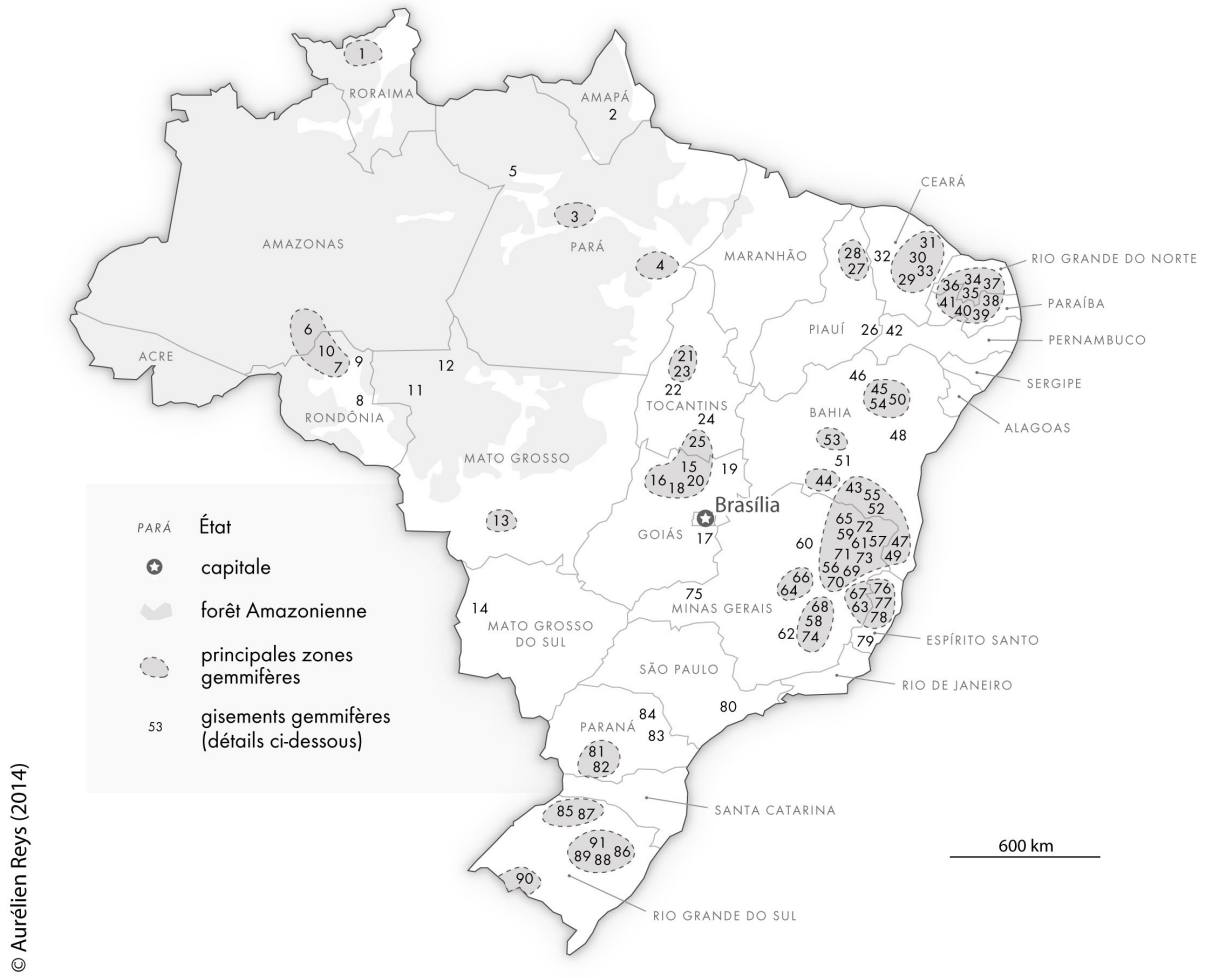 1
RORAIMA
AMAPÁ
2
5
CEARÁ
3
AMAZONAS
PARÁ
4
MARANHÃO
28
27
32
31
30
29 33
RIO GRANDE DO NORTE
36 34 37
35
41 38
40 39
PARAÍBA
6
10
7
9
ACRE
12
11
8
RONDÔNIA
PIAUÍ
26 42
PERNAMBUCO
21
23
22
TOCANTINS
24
46
45
54 50
SERGIPE
BAHIA
ALAGOAS
53
48
25
MATO GROSSO
15
16 18 20
19
51
44
43 55
52
13
Brasília
GOIÁS
17
60
65
59 72
61 57 47
71 73 49
56 69
70
66
64
67 76
63 77
78
14
75
MINAS GERAIS
MATO GROSSO
DO SUL
68
58
74
62
79
ESPÍRITO SANTO
SÃO PAULO
RIO DE JANEIRO
80
84
PARANÁ
83
81
82
SANTA CATARINA
85 87
91
89 88 86
90
RIO GRANDE DO SUL
PARÁ État
capitale
forêt Amazonienne
principales zones
gemmifères
53 gisements gemmifères
(détails ci-dessous)
600 km
© Aurélien Reys (2014)